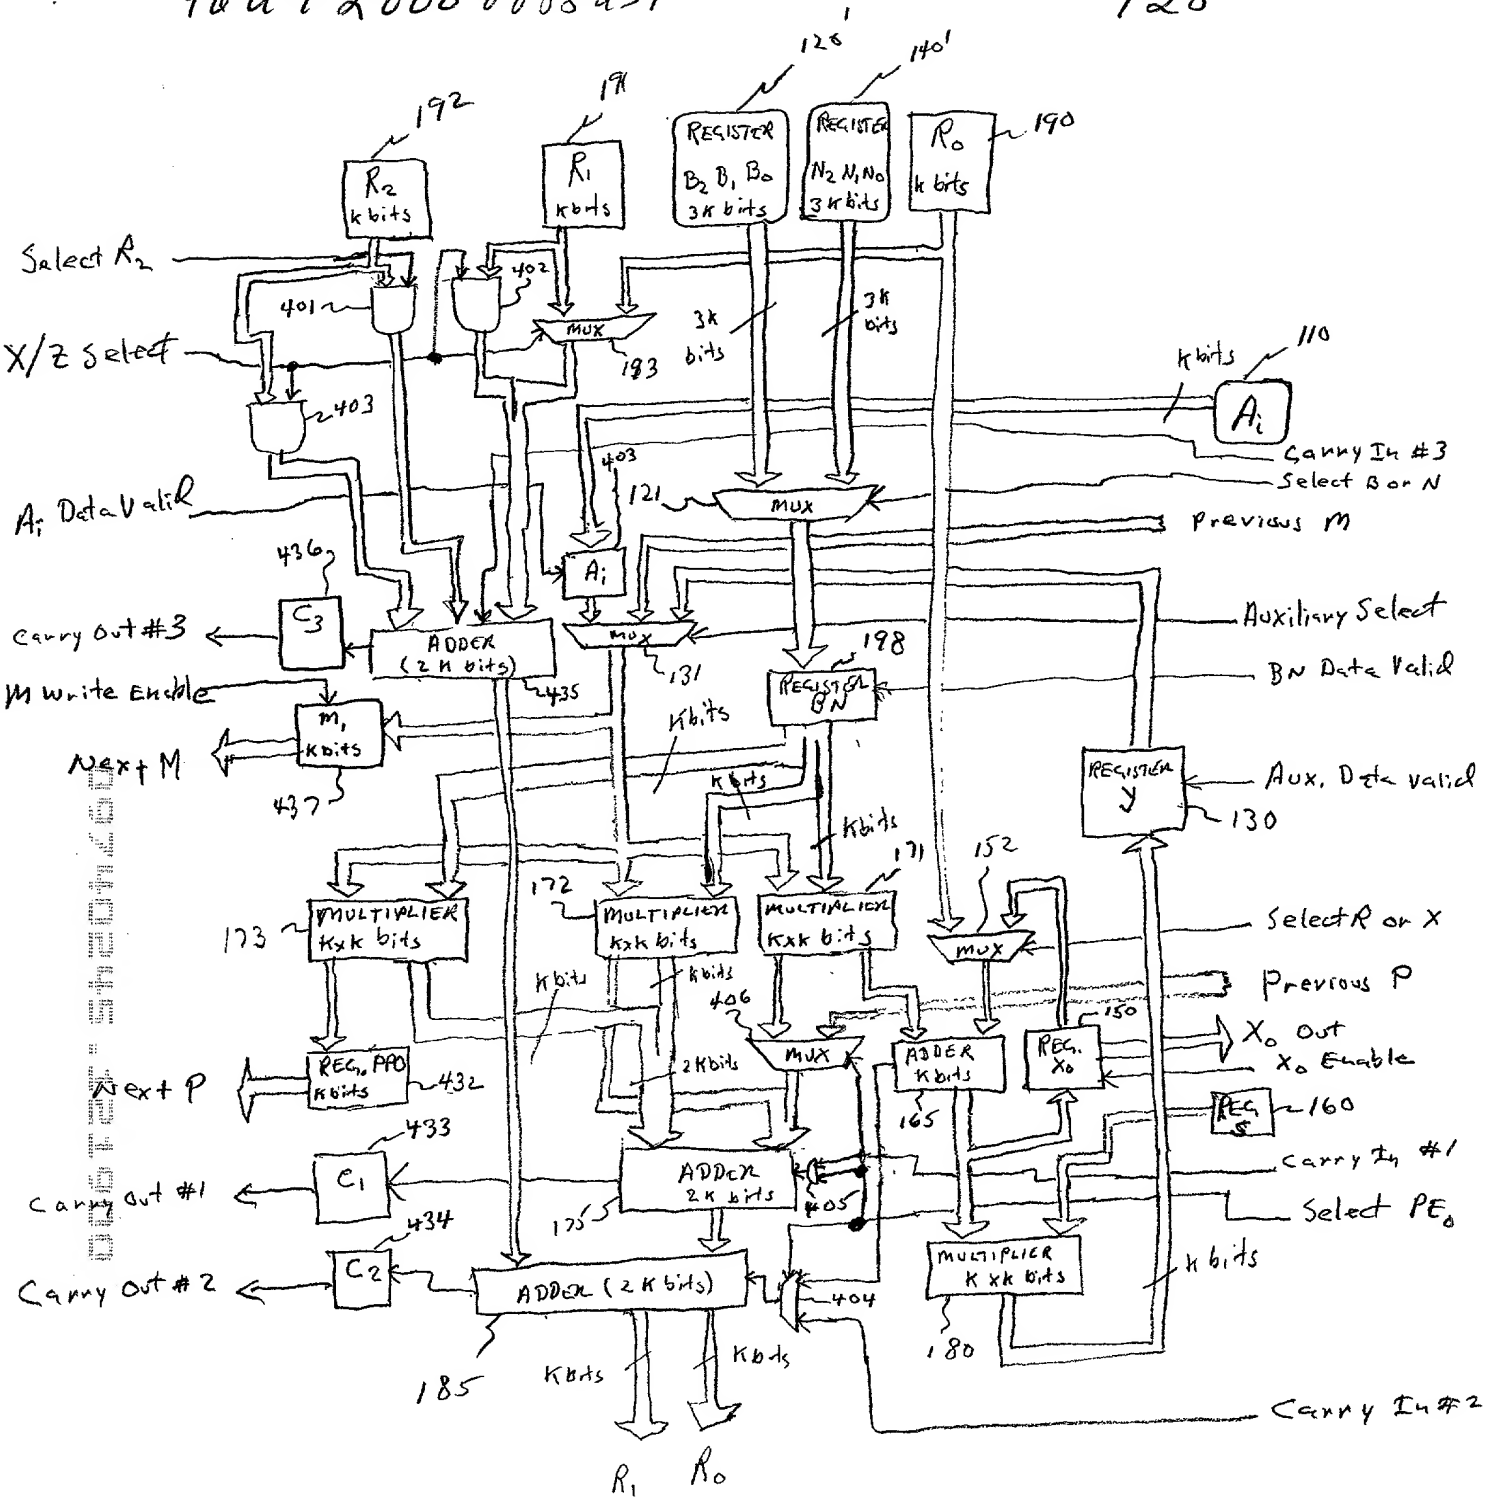 120'
140'
191
192
R2
k bits
R1
k bits
REGISTER
B2 B1 B0
3K bits
REGISTER
N2 N1 N0
3K bits
R0
k bits
190
Select R2
401
402
MUX
183
3K
bits
3K
bits
X/Z Select
403
K bits
110
Ai
Carry In #3
Select B or N
Ai Data Valid
403
121
MUX
Previous M
436
Ai
C3
Carry Out #3
ADDER
(2 K bits)
435
MUX
131
Auxiliary Select
198
REGISTER
BN
BN Data Valid
M Write Enable
M1
k bits
Next M
437
K bits
K bits
K bits
REGISTER
Y
Aux. Data Valid
130
152
171
172
173
MULTIPLIER
KxK bits
MULTIPLIER
KxK bits
MULTIPLIER
KxK bits
MUX
Select R or X
K bits
K bits
406
Previous P
150
X0 Out
X0 Enable
MUX
ADDER
K bits
165
REG.
X0
REG. PPO
K bits
432
Next P
2K bits
REG
S
160
433
C1
Carry Out #1
ADDER
2K bits
175
405
Carry In #1
Select PE0
434
C2
Carry Out #2
ADDER (2 K bits)
185
404
MULTIPLIER
K x K bits
180
K bits
K bits
K bits
Carry In #2
R1
R0